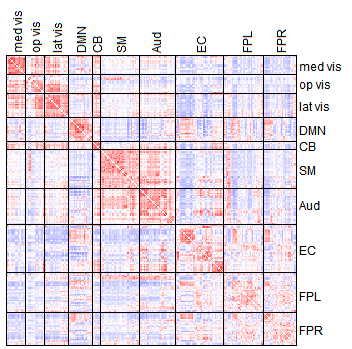 med vis
op vis
lat vis
DMN
CB
SM
Aud
EC
FPL
FPR
med vis
op vis
lat vis
DMN
CB
SM
Aud
EC
FPL
FPR